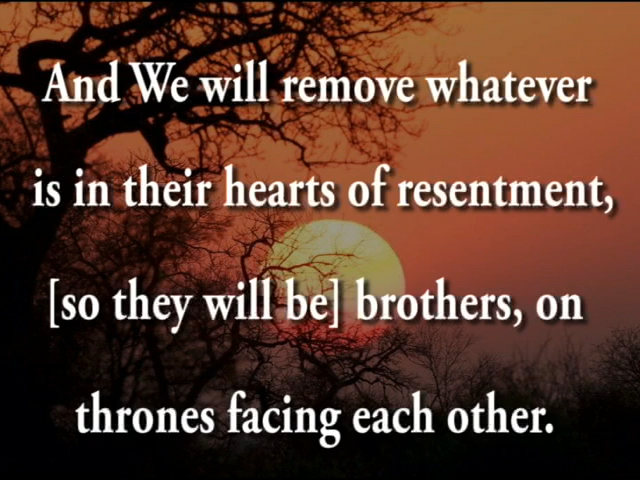 And We will remove whatever
is in their hearts of resentment,
[so they will be] brothers, on
thrones facing each other.